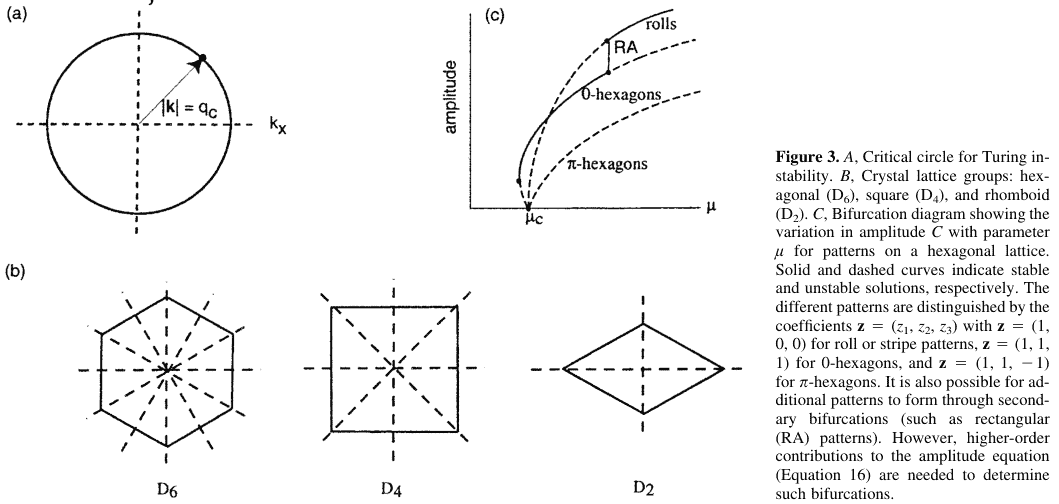 (a)
|k| = qc
kx
(c)
amplitude
rolls
RA
0-hexagons
π-hexagons
μc
μ
(b)
D6
D4
D2
Figure 3. A, Critical circle for Turing in-
stability. B, Crystal lattice groups: hex-
agonal (D6), square (D4), and rhomboid
(D2). C, Bifurcation diagram showing the
variation in amplitude C with parameter
μ for patterns on a hexagonal lattice.
Solid and dashed curves indicate stable
and unstable solutions, respectively. The
different patterns are distinguished by the
coefficients z = (z1, z2, z3) with z = (1,
0, 0) for roll or stripe patterns, z = (1, 1,
1) for 0-hexagons, and z = (1, 1, −1)
for π-hexagons. It is also possible for ad-
ditional patterns to form through second-
ary bifurcations (such as rectangular
(RA) patterns). However, higher-order
contributions to the amplitude equation
(Equation 16) are needed to determine
such bifurcations.